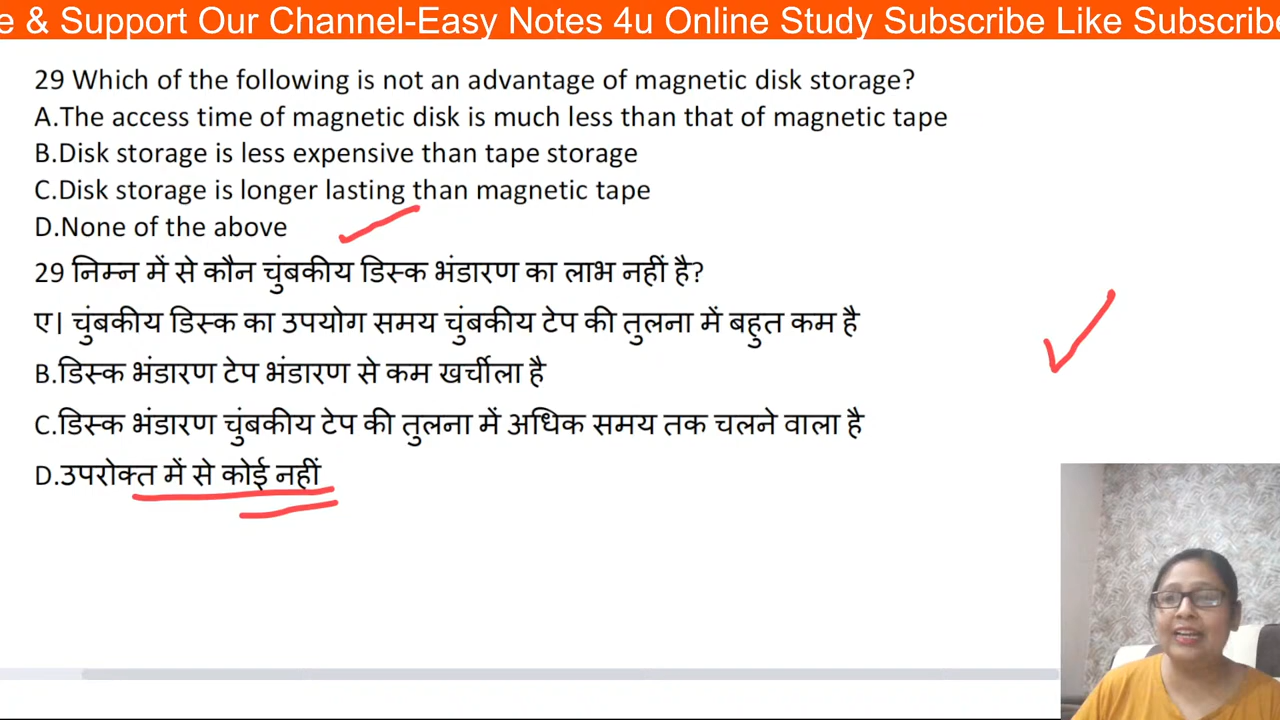 e & Support Our Channel-Easy Notes 4u Online Study Subscribe Like Subscribe
29 Which of the following is not an advantage of magnetic disk storage?
A.The access time of magnetic disk is much less than that of magnetic tape
B.Disk storage is less expensive than tape storage
C.Disk storage is longer lasting than magnetic tape
D.None of the above
29 निम्न में से कौन चुंबकीय डिस्क भंडारण का लाभ नहीं है?
ए। चुंबकीय डिस्क का उपयोग समय चुंबकीय टेप की तुलना में बहुत कम है
B.डिस्क भंडारण टेप भंडारण से कम खर्चीला है
C.डिस्क भंडारण चुंबकीय टेप की तुलना में अधिक समय तक चलने वाला है
D.उपरोक्त में से कोई नहीं